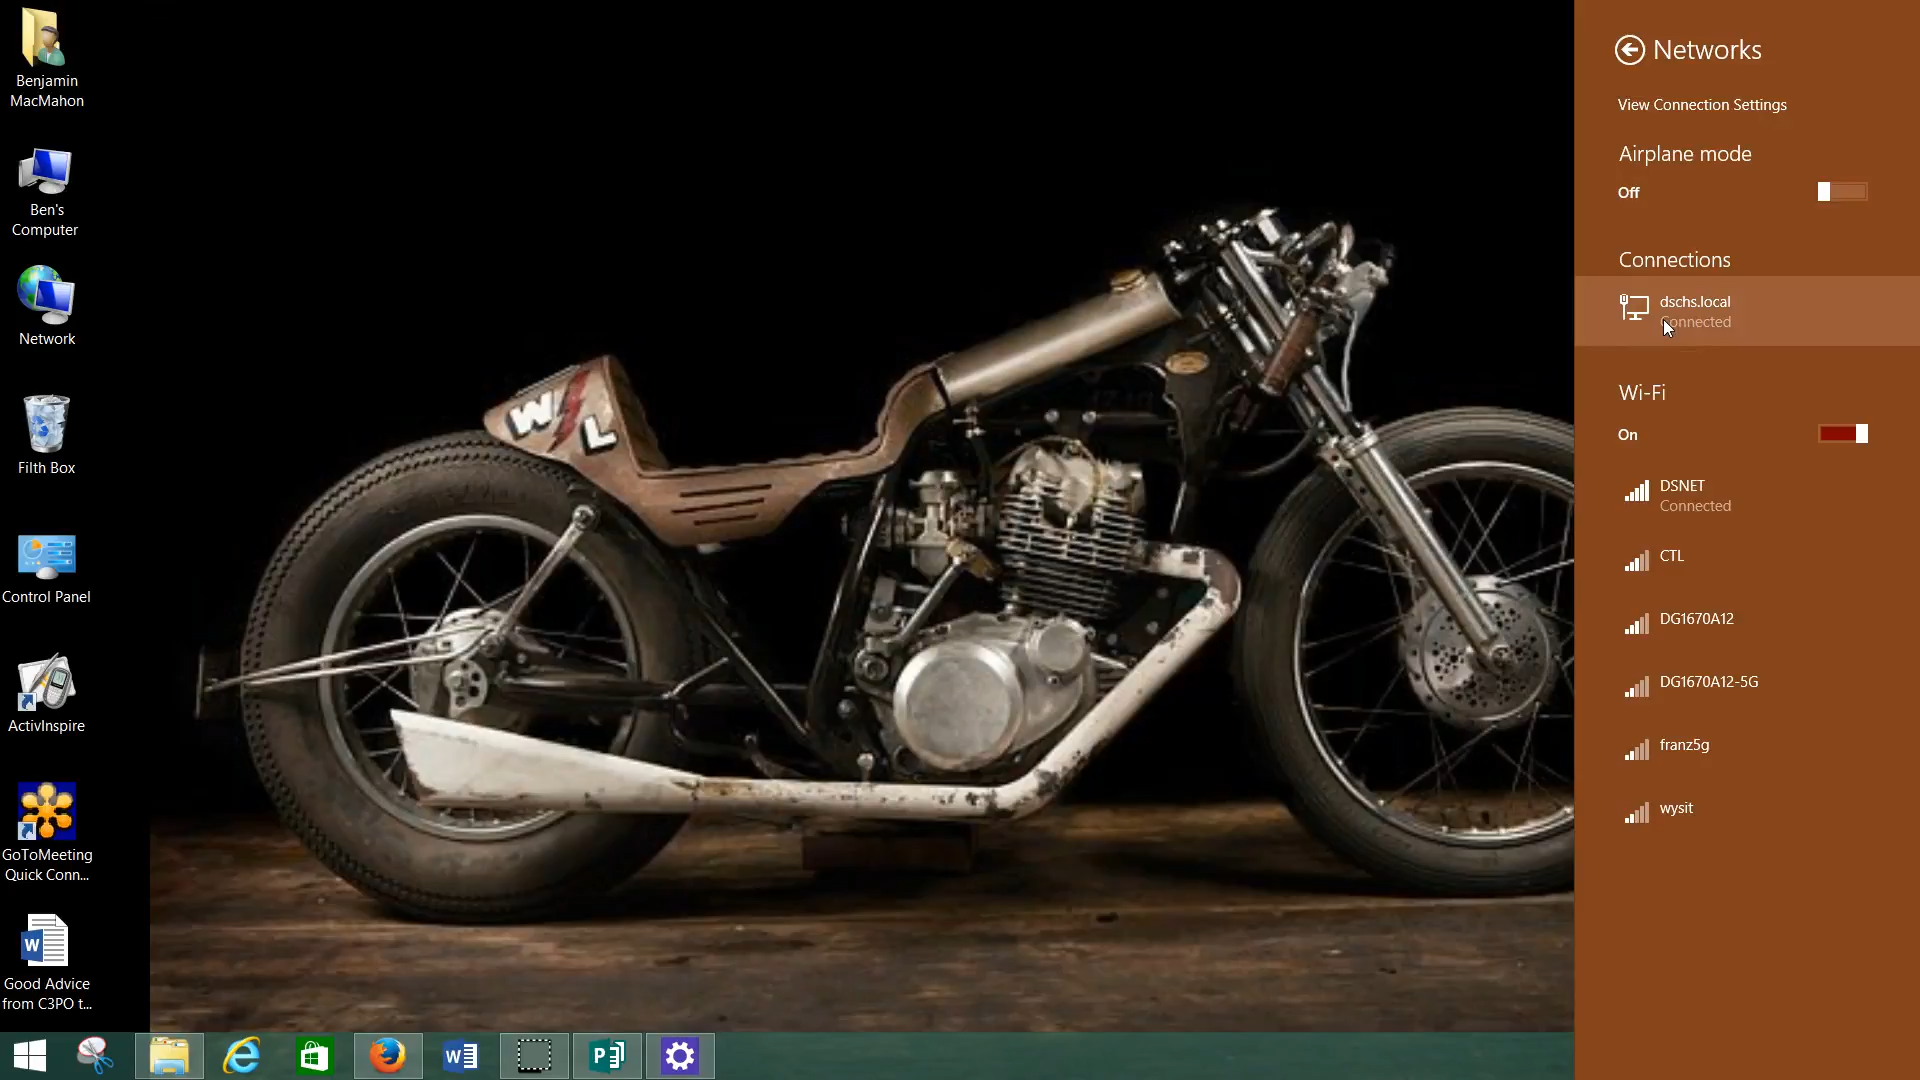 Benjamin
MacMahon
Ben's
Computer
Network
Filth Box
Control Panel
ActivInspire
GoToMeeting
Quick Conn...
Good Advice
from C3PO t...
W L
Networks
View Connection Settings
Airplane mode
Off
Connections
dschs.local
Connected
Wi-Fi
On
DSNET
Connected
CTL
DG1670A12
DG1670A12-5G
franz5g
wysit